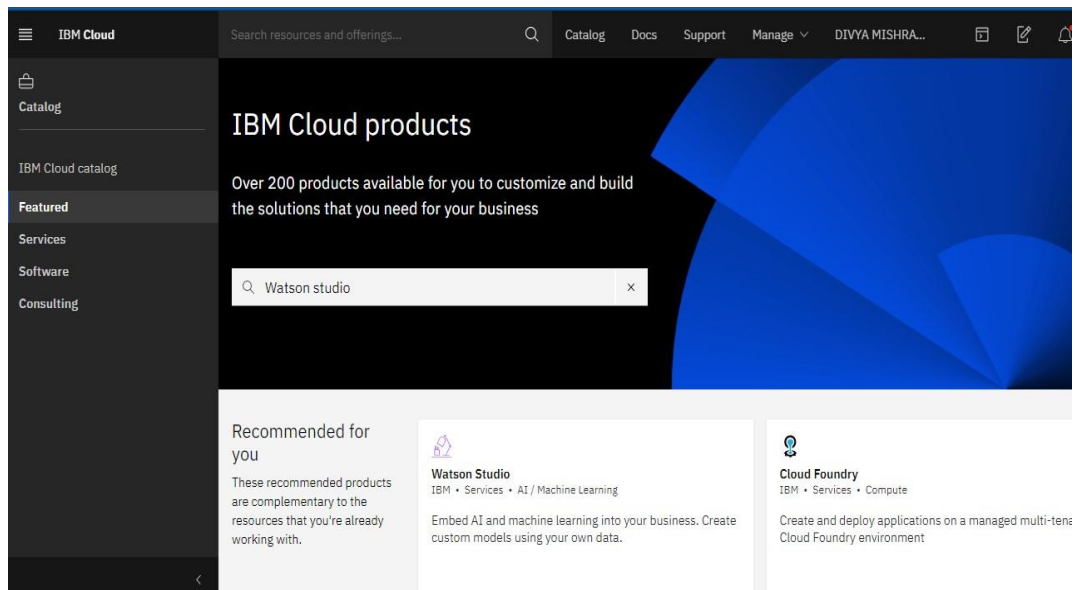 IBM Cloud
Search resources and offerings...
Catalog
Docs
Support
Manage
DIVYA MISHRA...
Catalog
IBM Cloud catalog
Featured
Services
Software
Consulting
IBM Cloud products
Over 200 products available for you to customize and build
the solutions that you need for your business
Watson studio
Recommended for
you
These recommended products
are complementary to the
resources that you're already
working with.
Watson Studio
IBM • Services • AI / Machine Learning
Embed AI and machine learning into your business. Create
custom models using your own data.
Cloud Foundry
IBM • Services • Compute
Create and deploy applications on a managed multi-tena
Cloud Foundry environment